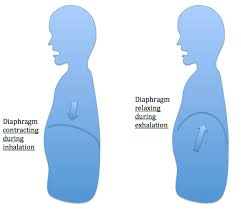 Diaphragm
contracting
during
inhalation
Diaphragm
relaxing
during
exhalation